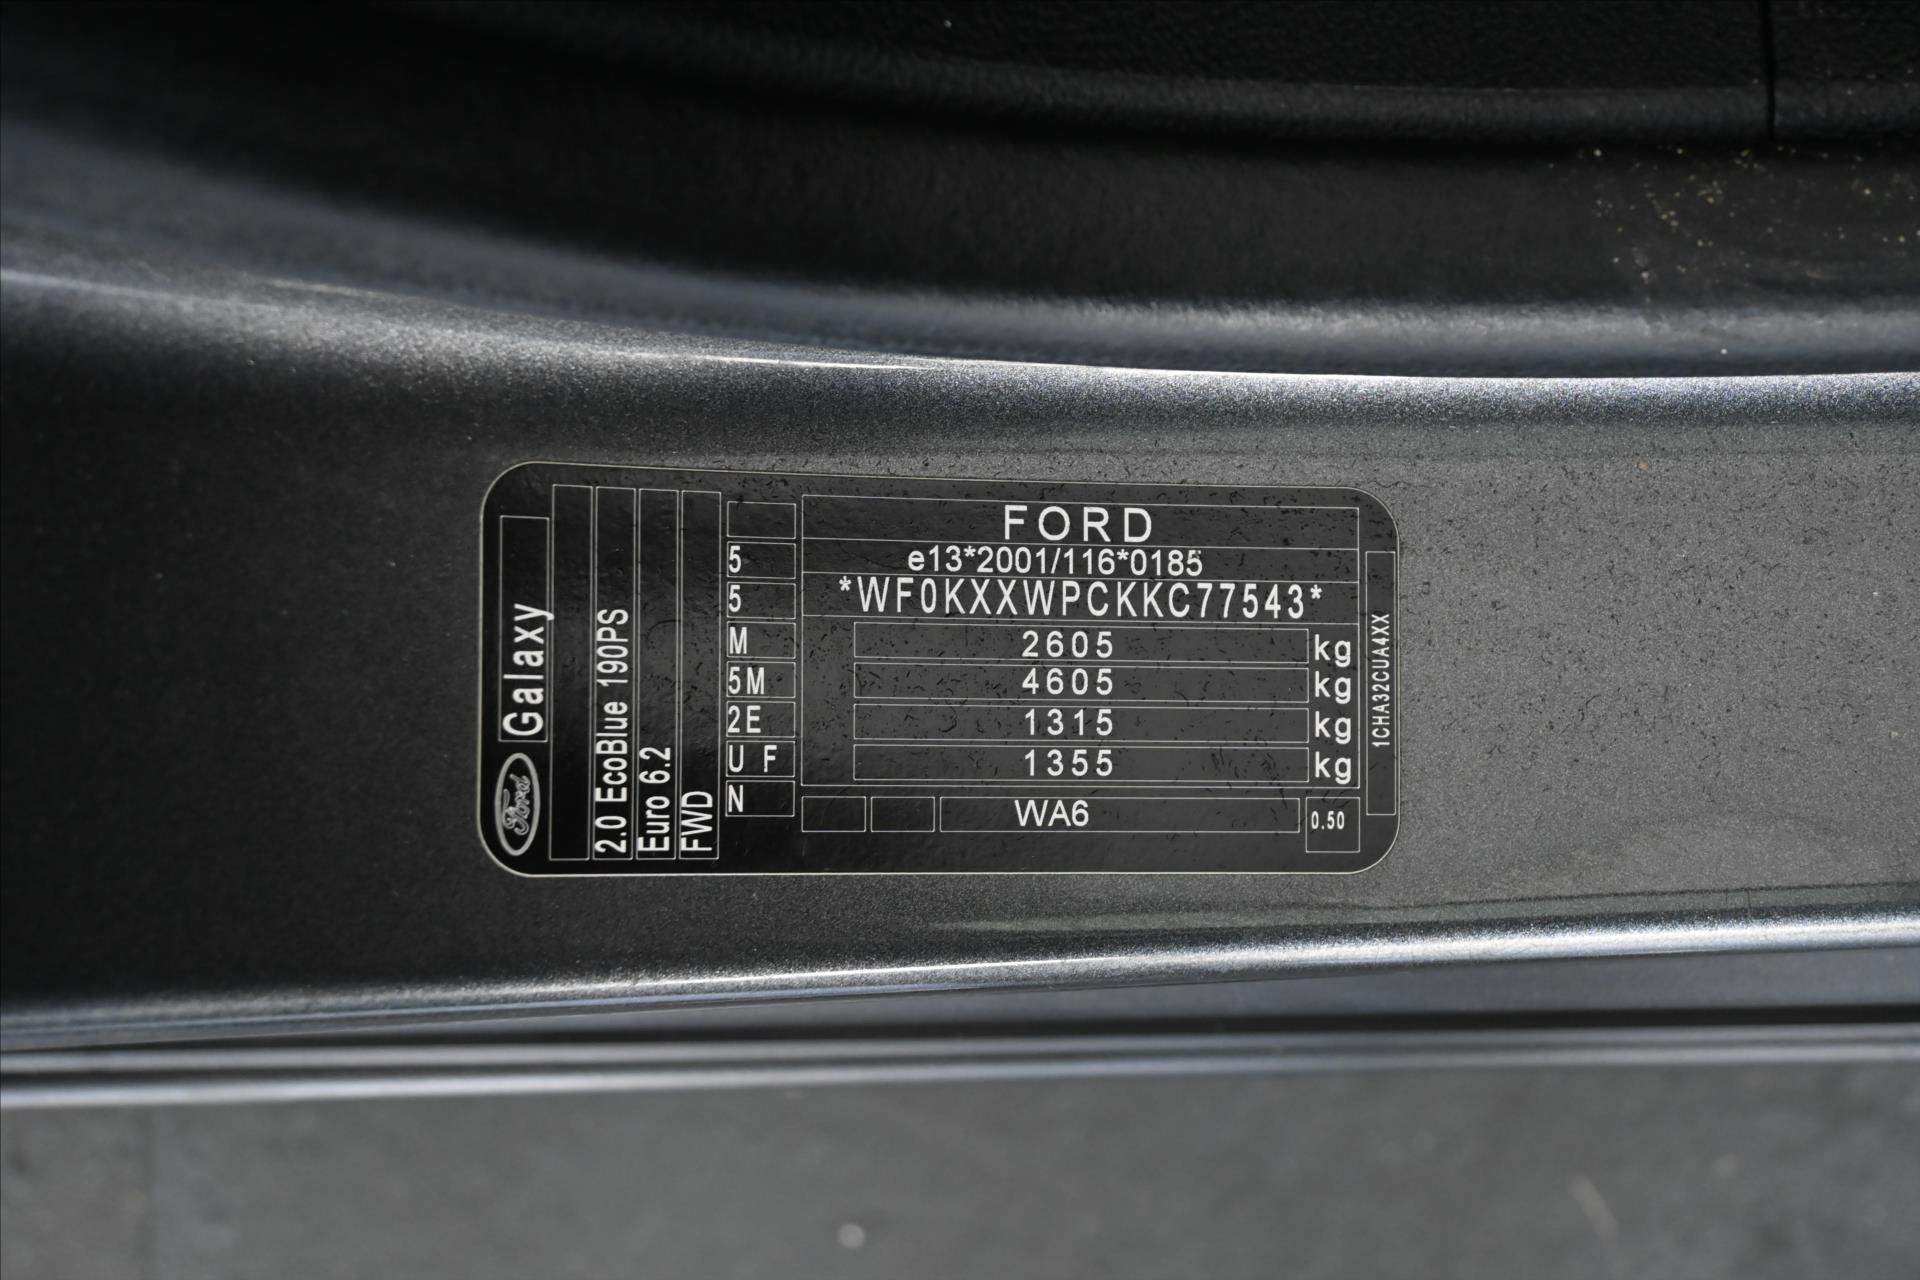 Ford
Galaxy
2.0 EcoBlue 190PS
Euro 6.2
FWD
5
5
M
5M
2E
U F
N
FORD
e13*2001/116*0185
*WF0KXXWPCKKC77543*
2605 kg
4605 kg
1315 kg
1355 kg
WA6
0.50
1CHA32CUA4XX